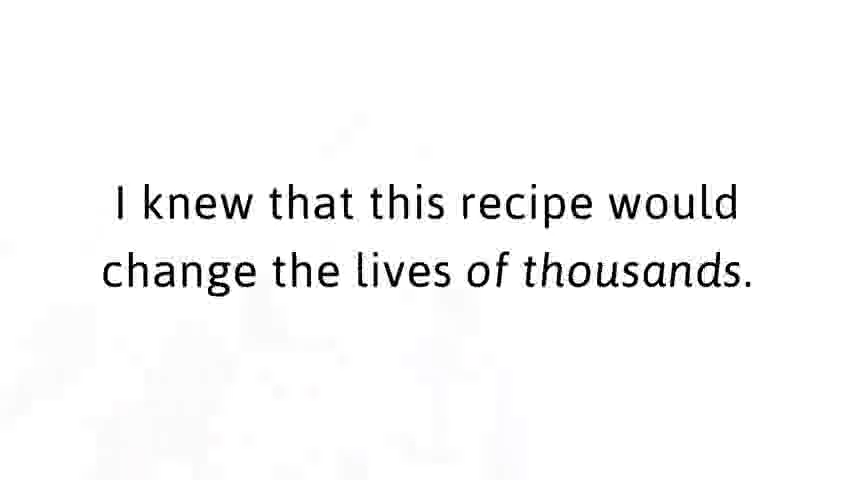 I knew that this recipe would
change the lives of thousands.